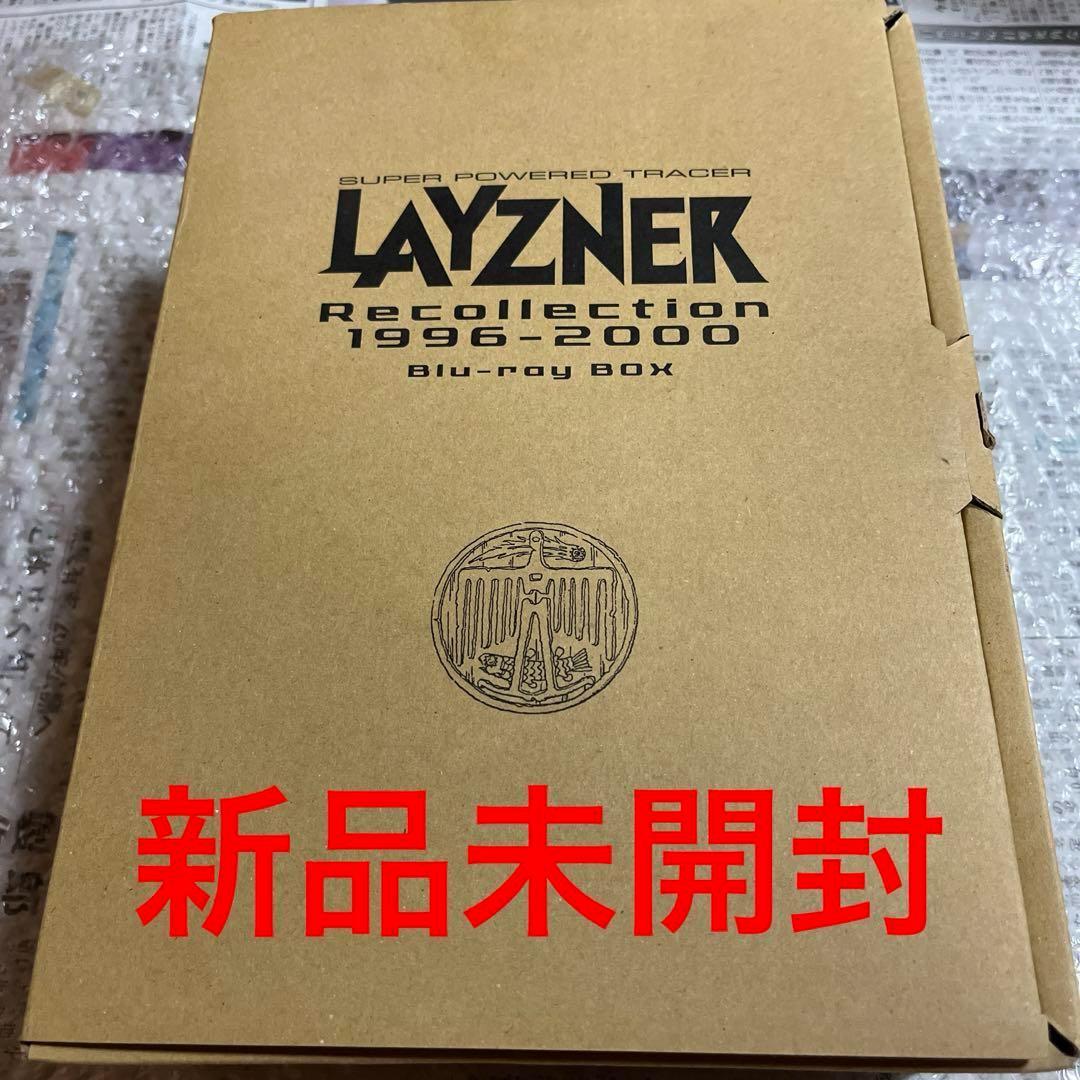 SUPER POWERED TRACER
LAYZNER
Recollection
1996-2000
Blu-ray BOX
新品未開封